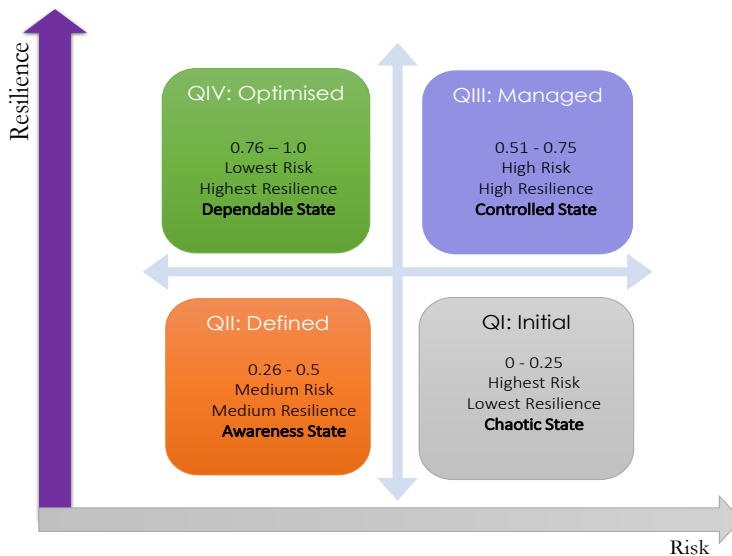 Resilience
QIV: Optimised
0.76 – 1.0
Lowest Risk
Highest Resilience
Dependable State
QIII: Managed
0.51 - 0.75
High Risk
High Resilience
Controlled State
QII: Defined
0.26 - 0.5
Medium Risk
Medium Resilience
Awareness State
QI: Initial
0 - 0.25
Highest Risk
Lowest Resilience
Chaotic State
Risk